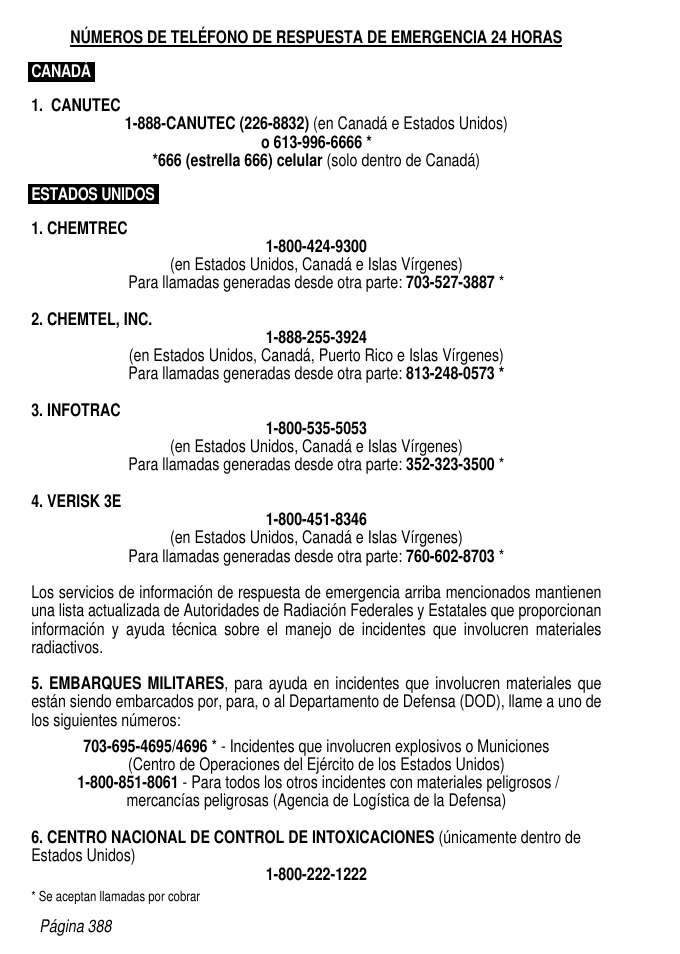 NÚMEROS DE TELÉFONO DE RESPUESTA DE EMERGENCIA 24 HORAS
CANADÁ
1. CANUTEC
1-888-CANUTEC (226-8832) (en Canadá e Estados Unidos)
o 613-996-6666 *
*666 (estrella 666) celular (solo dentro de Canadá)
ESTADOS UNIDOS
1. CHEMTREC
1-800-424-9300
(en Estados Unidos, Canadá e Islas Vírgenes)
Para llamadas generadas desde otra parte: 703-527-3887 *
2. CHEMTEL, INC.
1-888-255-3924
(en Estados Unidos, Canadá, Puerto Rico e Islas Vírgenes)
Para llamadas generadas desde otra parte: 813-248-0573 *
3. INFOTRAC
1-800-535-5053
(en Estados Unidos, Canadá e Islas Vírgenes)
Para llamadas generadas desde otra parte: 352-323-3500 *
4. VERISK 3E
1-800-451-8346
(en Estados Unidos, Canadá e Islas Vírgenes)
Para llamadas generadas desde otra parte: 760-602-8703 *
Los servicios de información de respuesta de emergencia arriba mencionados mantienen
una lista actualizada de Autoridades de Radiación Federales y Estatales que proporcionan
información y ayuda técnica sobre el manejo de incidentes que involucren materiales
radiactivos.
5. EMBARQUES MILITARES, para ayuda en incidentes que involucren materiales que
están siendo embarcados por, para, o al Departamento de Defensa (DOD), llame a uno de
los siguientes números:
703-695-4695/4696 * - Incidentes que involucren explosivos o Municiones
(Centro de Operaciones del Ejército de los Estados Unidos)
1-800-851-8061 - Para todos los otros incidentes con materiales peligrosos /
mercancías peligrosas (Agencia de Logística de la Defensa)
6. CENTRO NACIONAL DE CONTROL DE INTOXICACIONES (únicamente dentro de
Estados Unidos)
1-800-222-1222
* Se aceptan llamadas por cobrar
Página 388